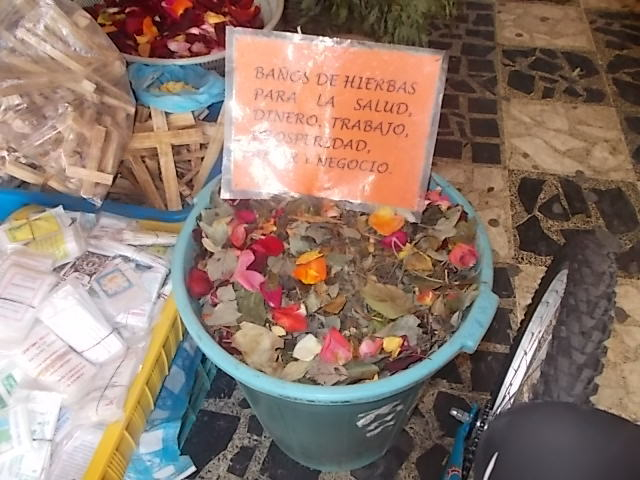 BAÑOS DE HIERBAS
PARA LA SALUD,
DINERO, TRABAJO,
PROSPERIDAD,
NEGOCIO.